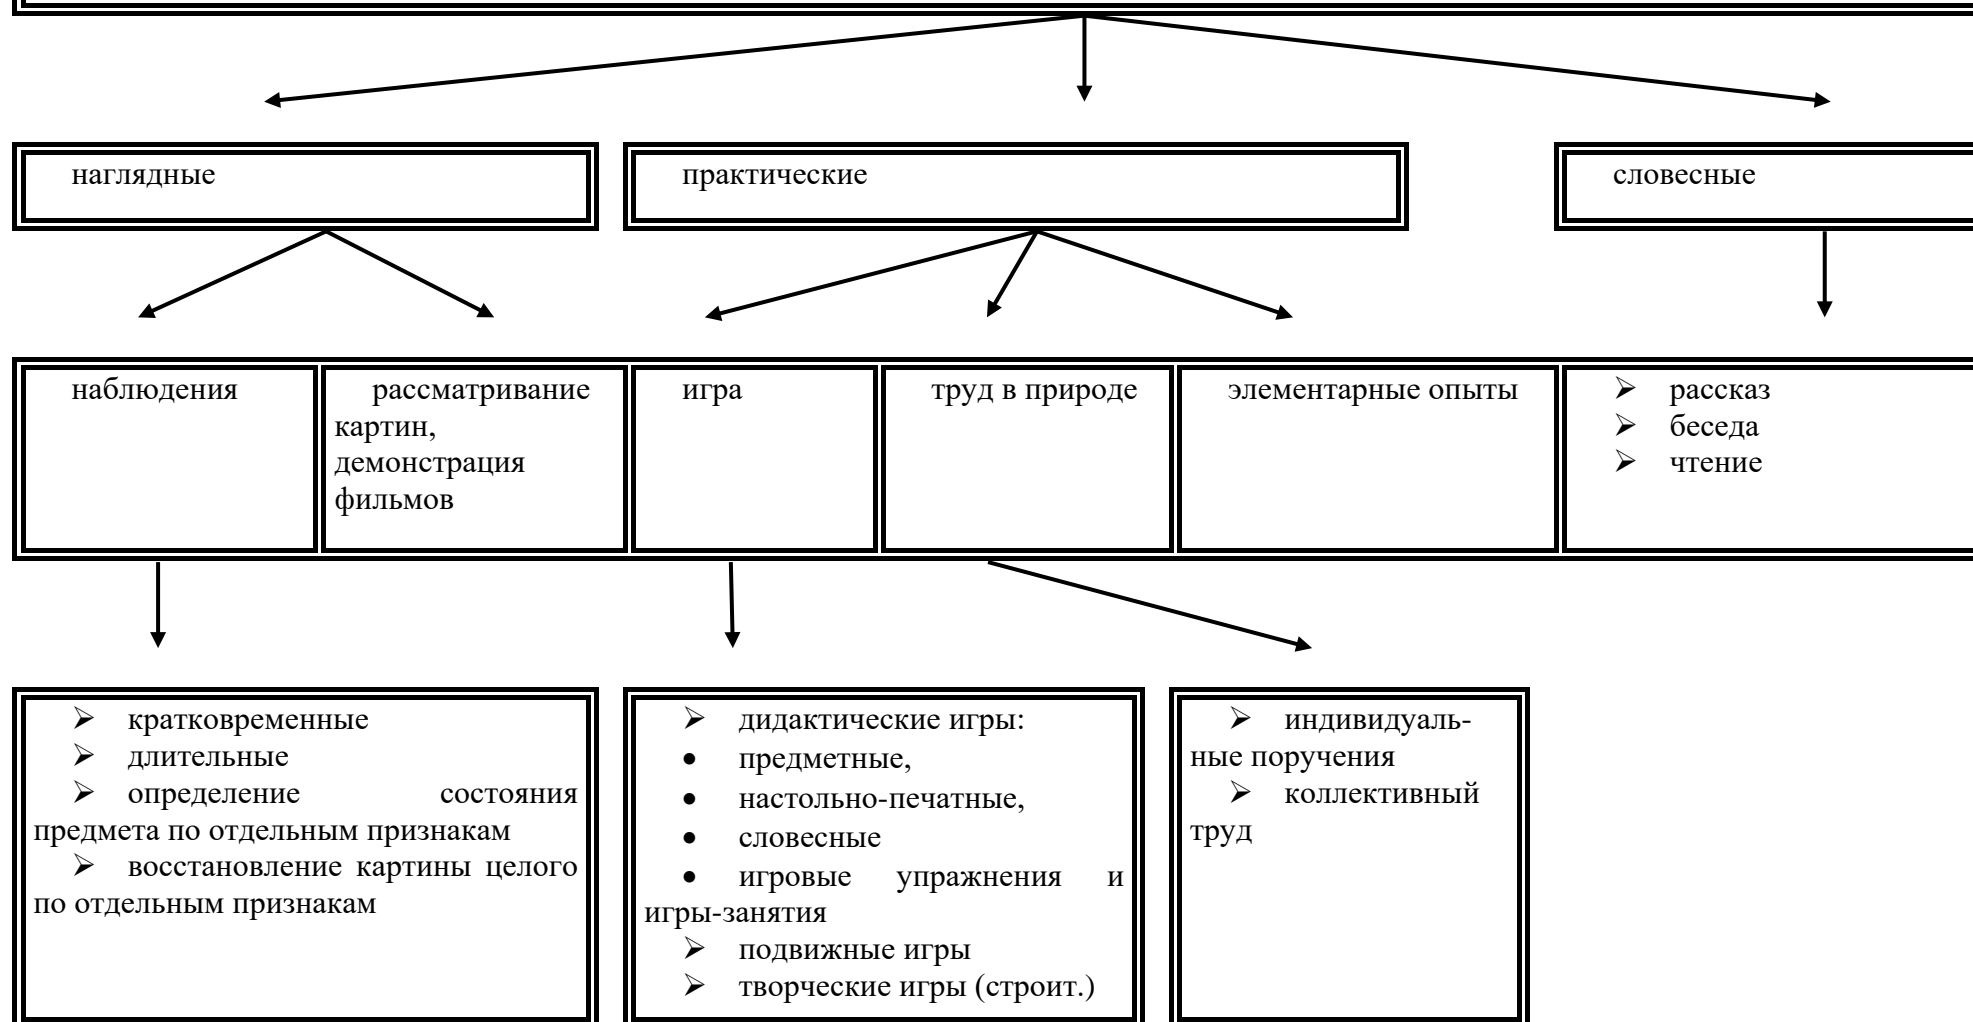 наглядные
практические
словесные
наблюдения
рассматривание
картин,
демонстрация
фильмов
игра
труд в природе
элементарные опыты
➢ рассказ
➢ беседа
➢ чтение
➢ кратковременные
➢ длительные
➢ определение состояния
предмета по отдельным признакам
➢ восстановление картины целого
по отдельным признакам
➢ дидактические игры:
• предметные,
• настольно-печатные,
• словесные
• игровые упражнения и
игры-занятия
➢ подвижные игры
➢ творческие игры (строит.)
➢ индивидуаль-
ные поручения
➢ коллективный
труд